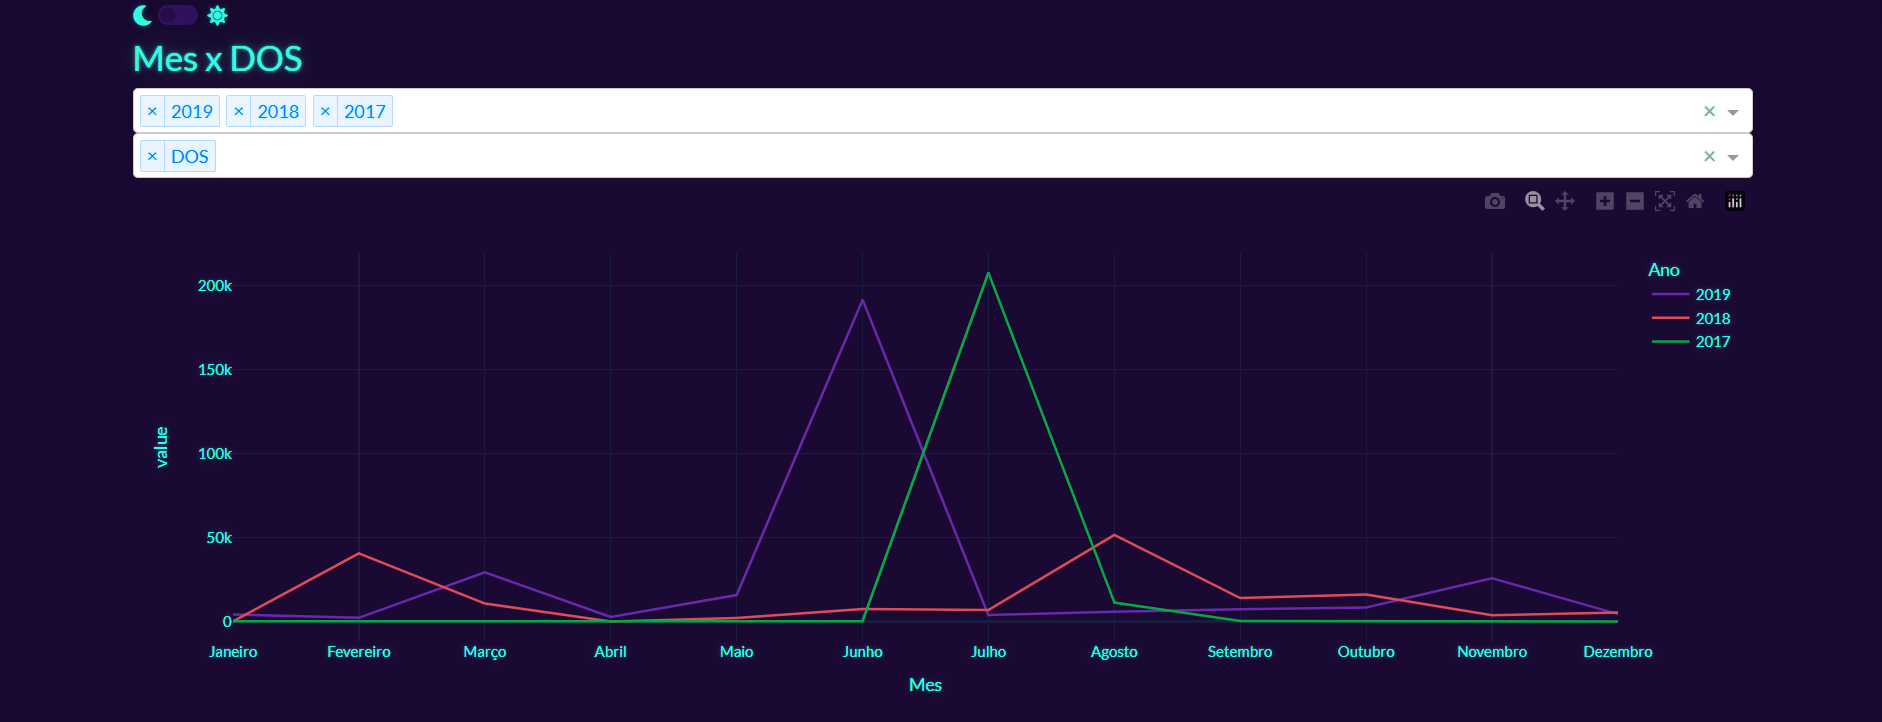 Mes x DOS
× 2019 × 2018 × 2017
× DOS
Ano
2019
2018
2017
200k
150k
100k
50k
0
value
Janeiro Fevereiro Março Abril Maio Junho Julho Agosto Setembro Outubro Novembro Dezembro
Mes